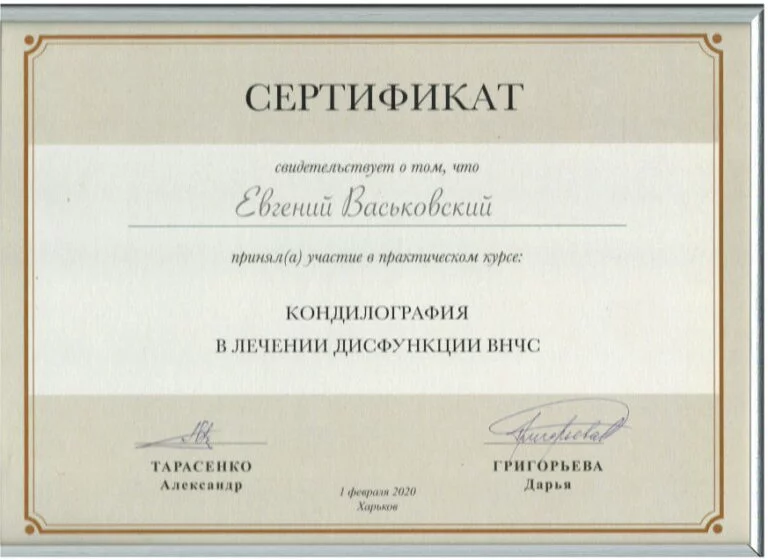 СЕРТИФИКАТ
свидетельствует о том, что
Евгений Васьковский
принял(а) участие в практическом курсе:
КОНДИЛОГРАФИЯ
В ЛЕЧЕНИИ ДИСФУНКЦИИ ВНЧС
ТАРАСЕНКО
Александр
ГРИГОРЬЕВА
Дарья
1 февраля 2020
Харьков